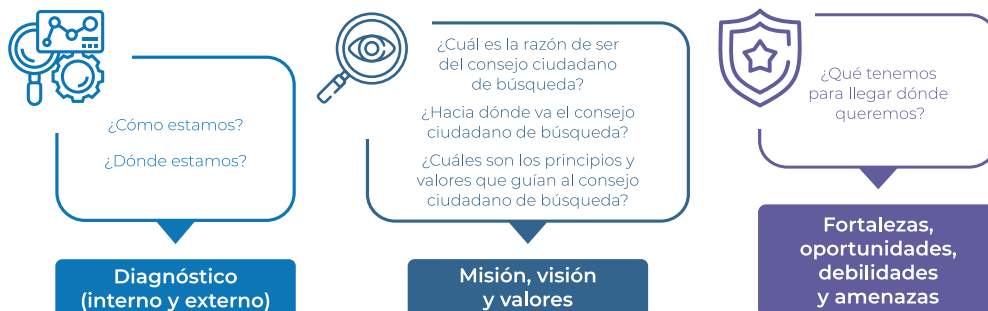 ¿Cómo estamos?
¿Dónde estamos?
Diagnóstico
(interno y externo)
¿Cuál es la razón de ser
del consejo ciudadano
de búsqueda?
¿Hacia dónde va el consejo
ciudadano de búsqueda?
¿Cuáles son los principios y
valores que guían al consejo
ciudadano de búsqueda?
Misión, visión
y valores
¿Qué tenemos
para llegar dónde
queremos?
Fortalezas,
oportunidades,
debilidades
y amenazas